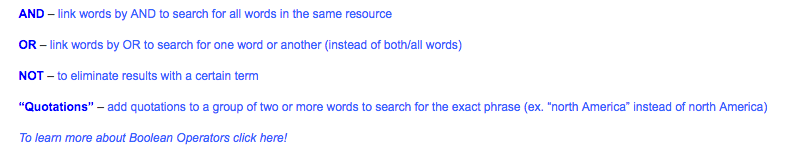 AND – link words by AND to search for all words in the same resource
OR – link words by OR to search for one word or another (instead of both/all words)
NOT – to eliminate results with a certain term
“Quotations” – add quotations to a group of two or more words to search for the exact phrase (ex. “north America” instead of north America)
To learn more about Boolean Operators click here!